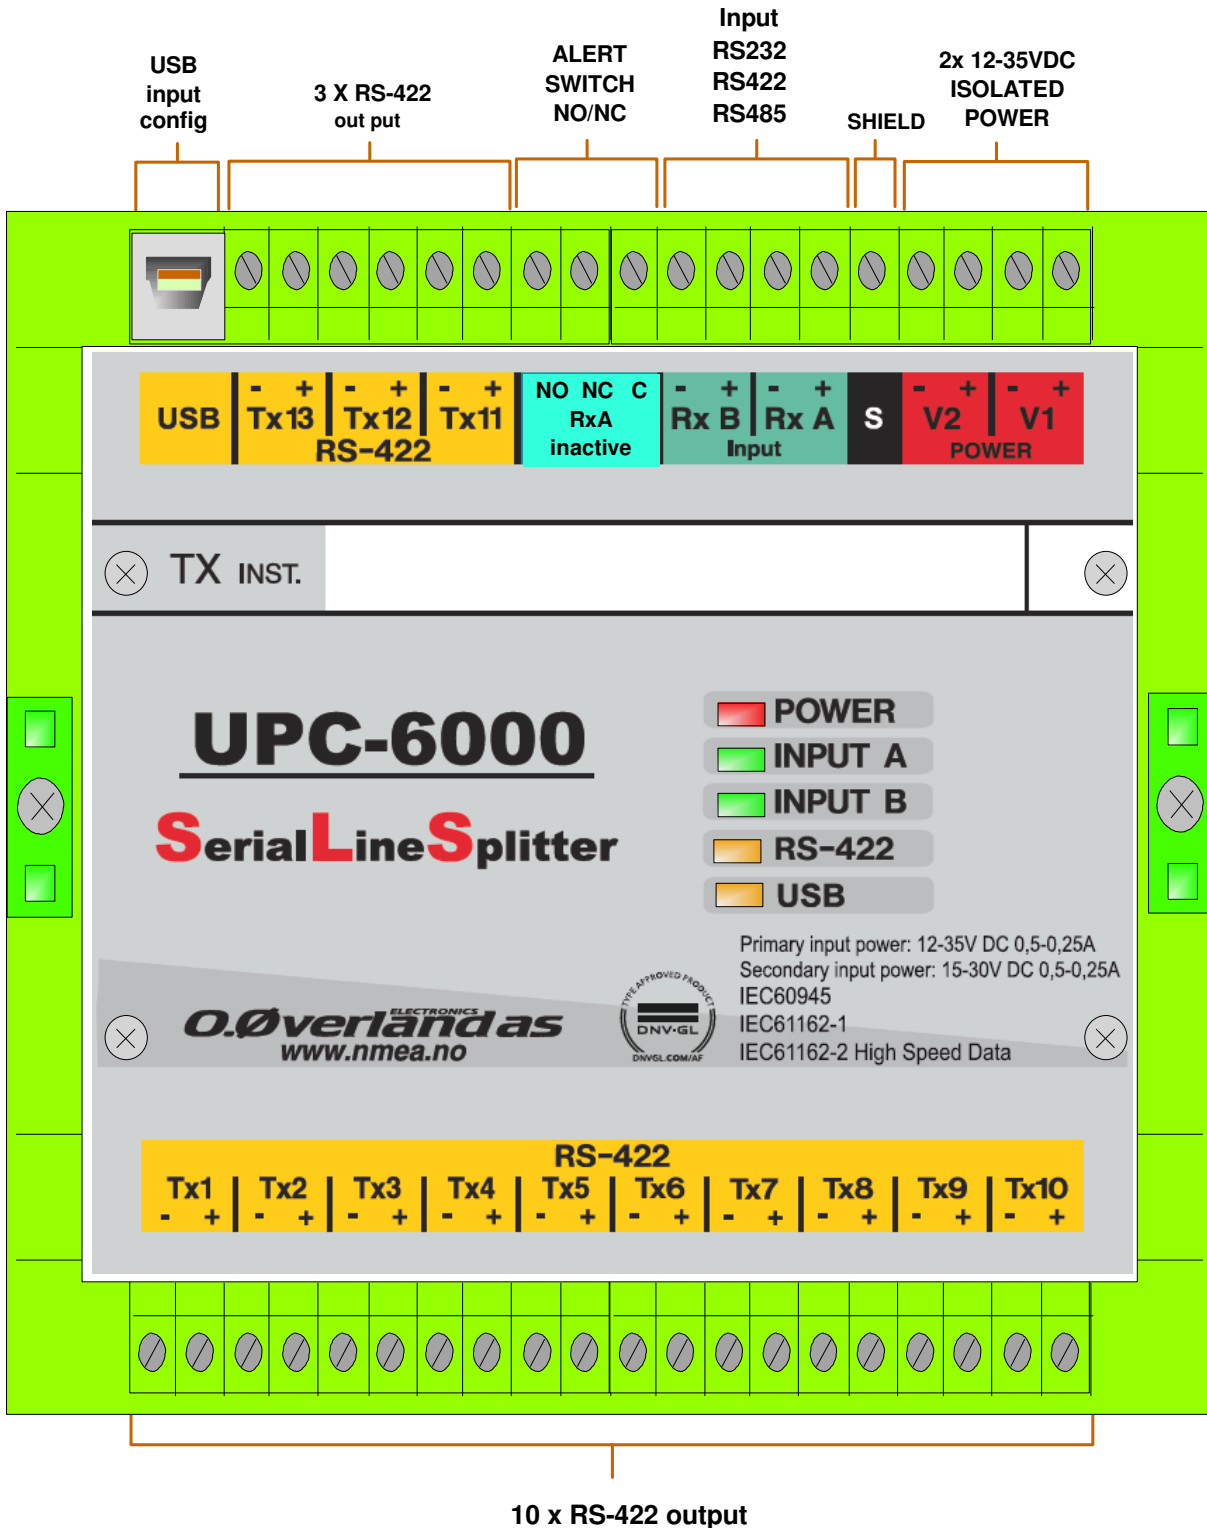 USB
input
config
3 X RS-422
out put
ALERT
SWITCH
NO/NC
Input
RS232
RS422
RS485
SHIELD
2x 12-35VDC
ISOLATED
POWER
USB
- + - + - +
Tx13 Tx12 Tx11
RS-422
NO NC C
RxA
inactive
- + - +
Rx B Rx A
Input
S
- + - +
V2 V1
POWER
TX INST.
UPC-6000
SerialLineSplitter
POWER
INPUT A
INPUT B
RS-422
USB
Primary input power: 12-35V DC 0,5-0,25A
Secondary input power: 15-30V DC 0,5-0,25A
IEC60945
IEC61162-1
IEC61162-2 High Speed Data
ELECTRONICS
O.Øverland as
www.nmea.no
TYPE APPROVED PRODUCT
DNV·GL
DNVGL.COM/AF
RS-422
Tx1 Tx2 Tx3 Tx4 Tx5 Tx6 Tx7 Tx8 Tx9 Tx10
- + - + - + - + - + - + - + - + - + - +
10 x RS-422 output